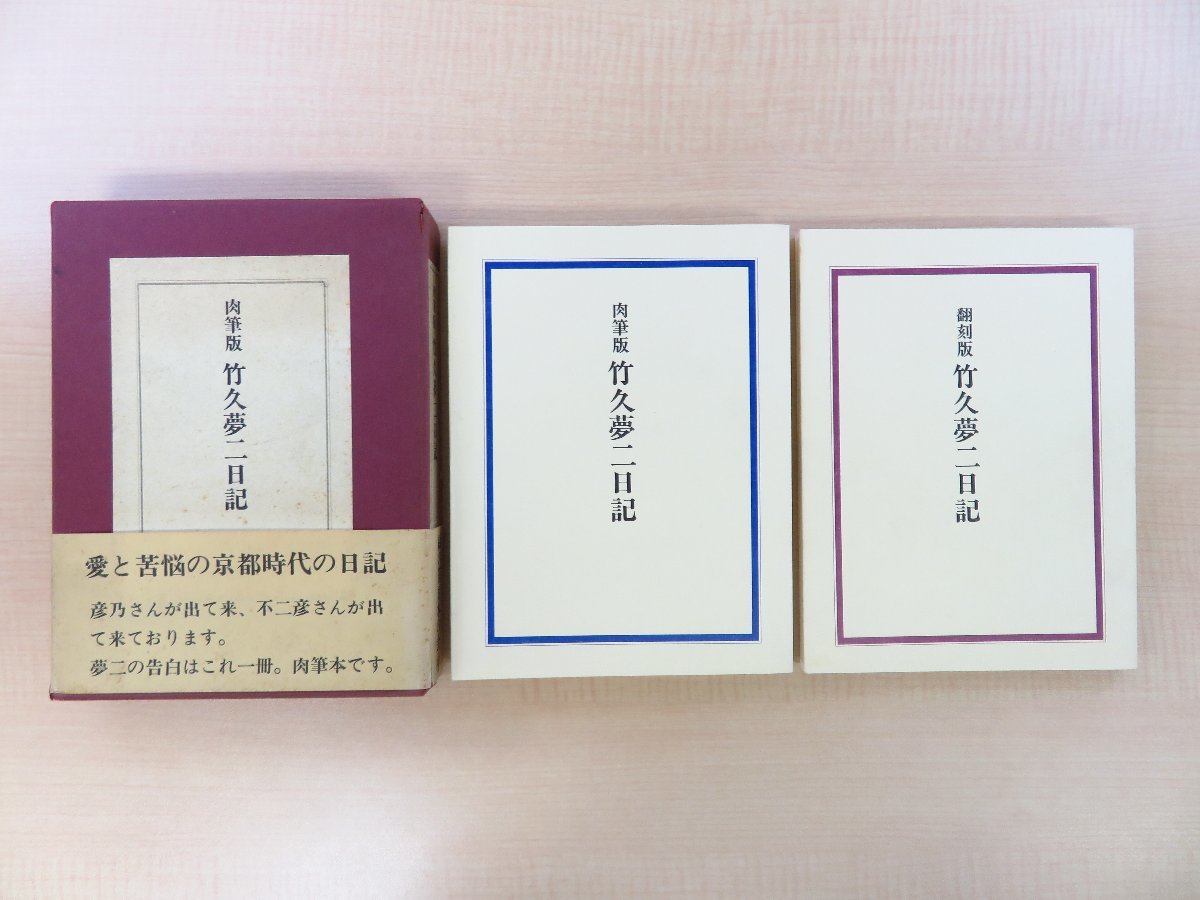 肉筆版 竹久夢二日記
愛と苦悩の京都時代の日記
彦乃さんが出て来、不二彦さんが出
て来ております。
夢二の告白はこれ一冊。肉筆本です。
肉筆版 竹久夢二日記
翻刻版 竹久夢二日記